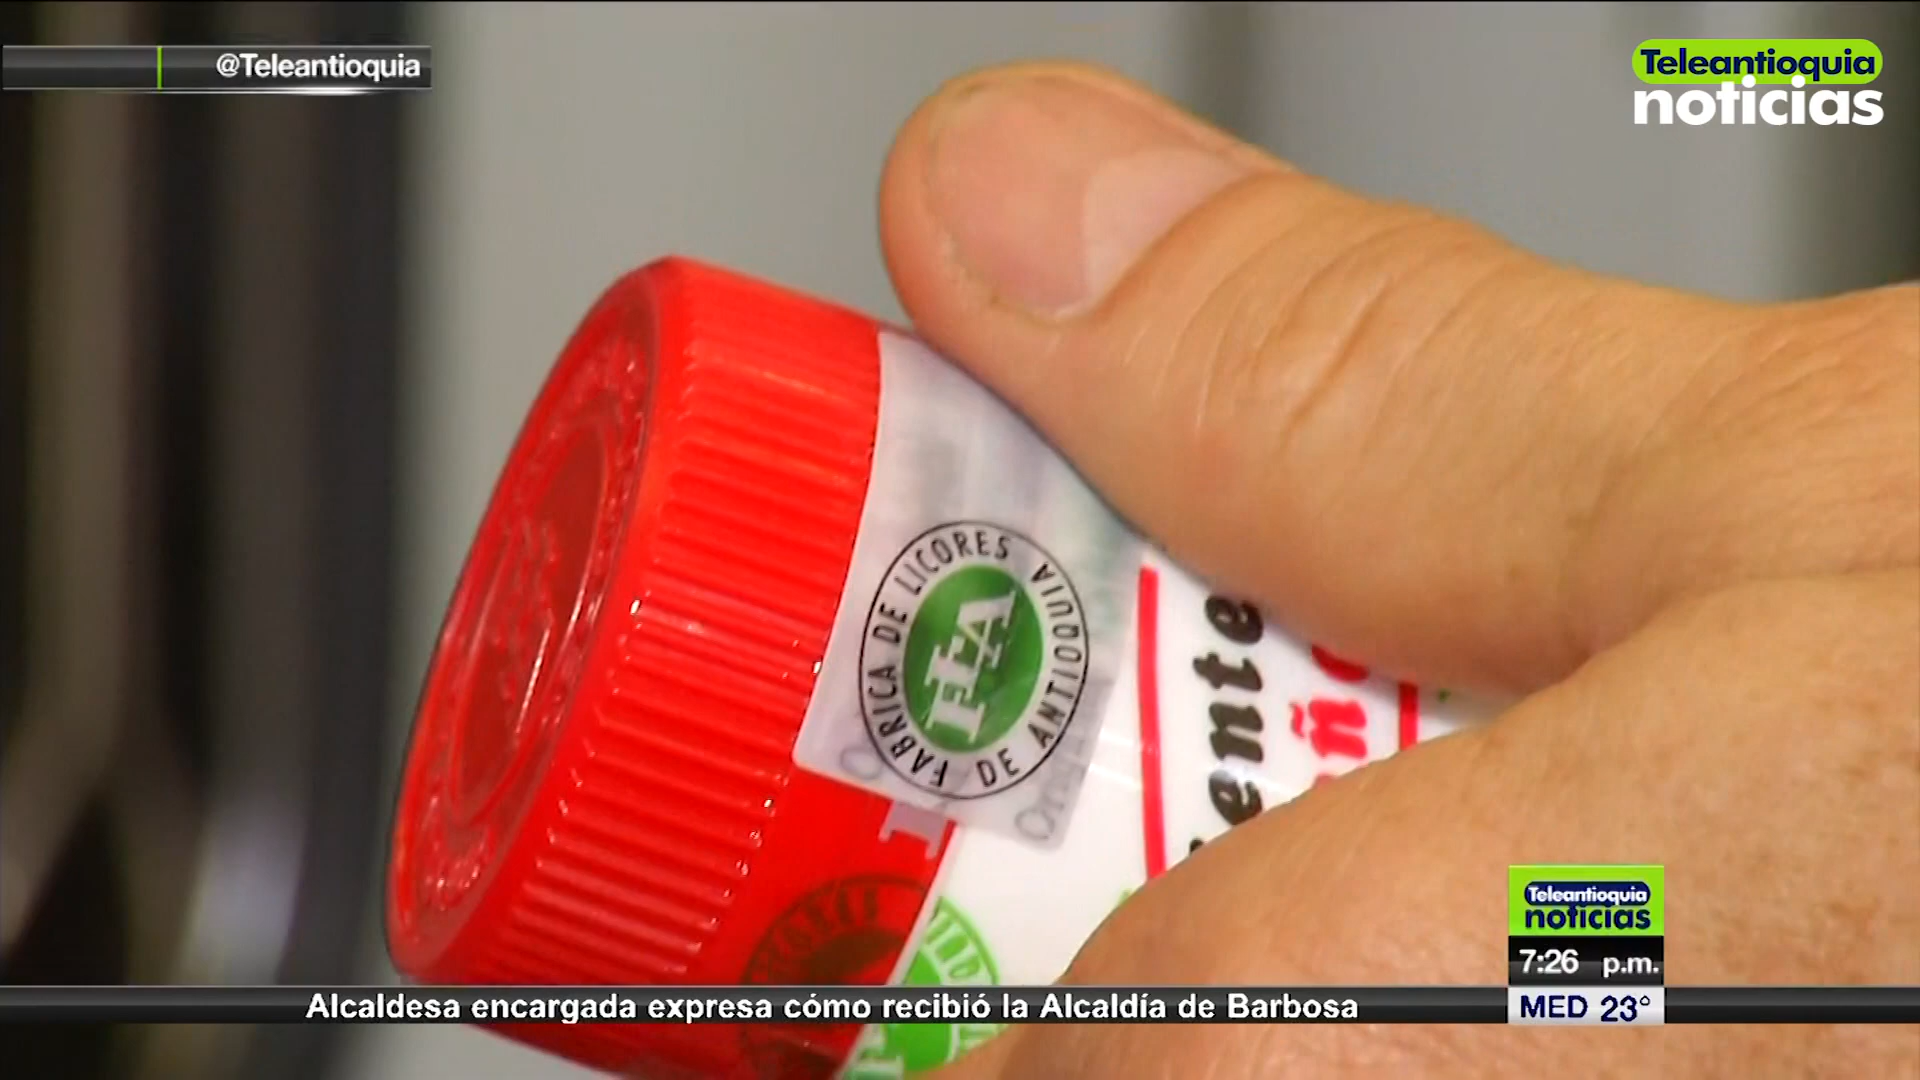 @Teleantioquia
Teleantioquia
noticias
FABRICA DE LICORES
DE ANTIOQUIA
FLA
Teleantioquia
noticias
7:26 p.m.
MED 23°
Alcaldesa encargada expresa cómo recibió la Alcaldía de Barbosa